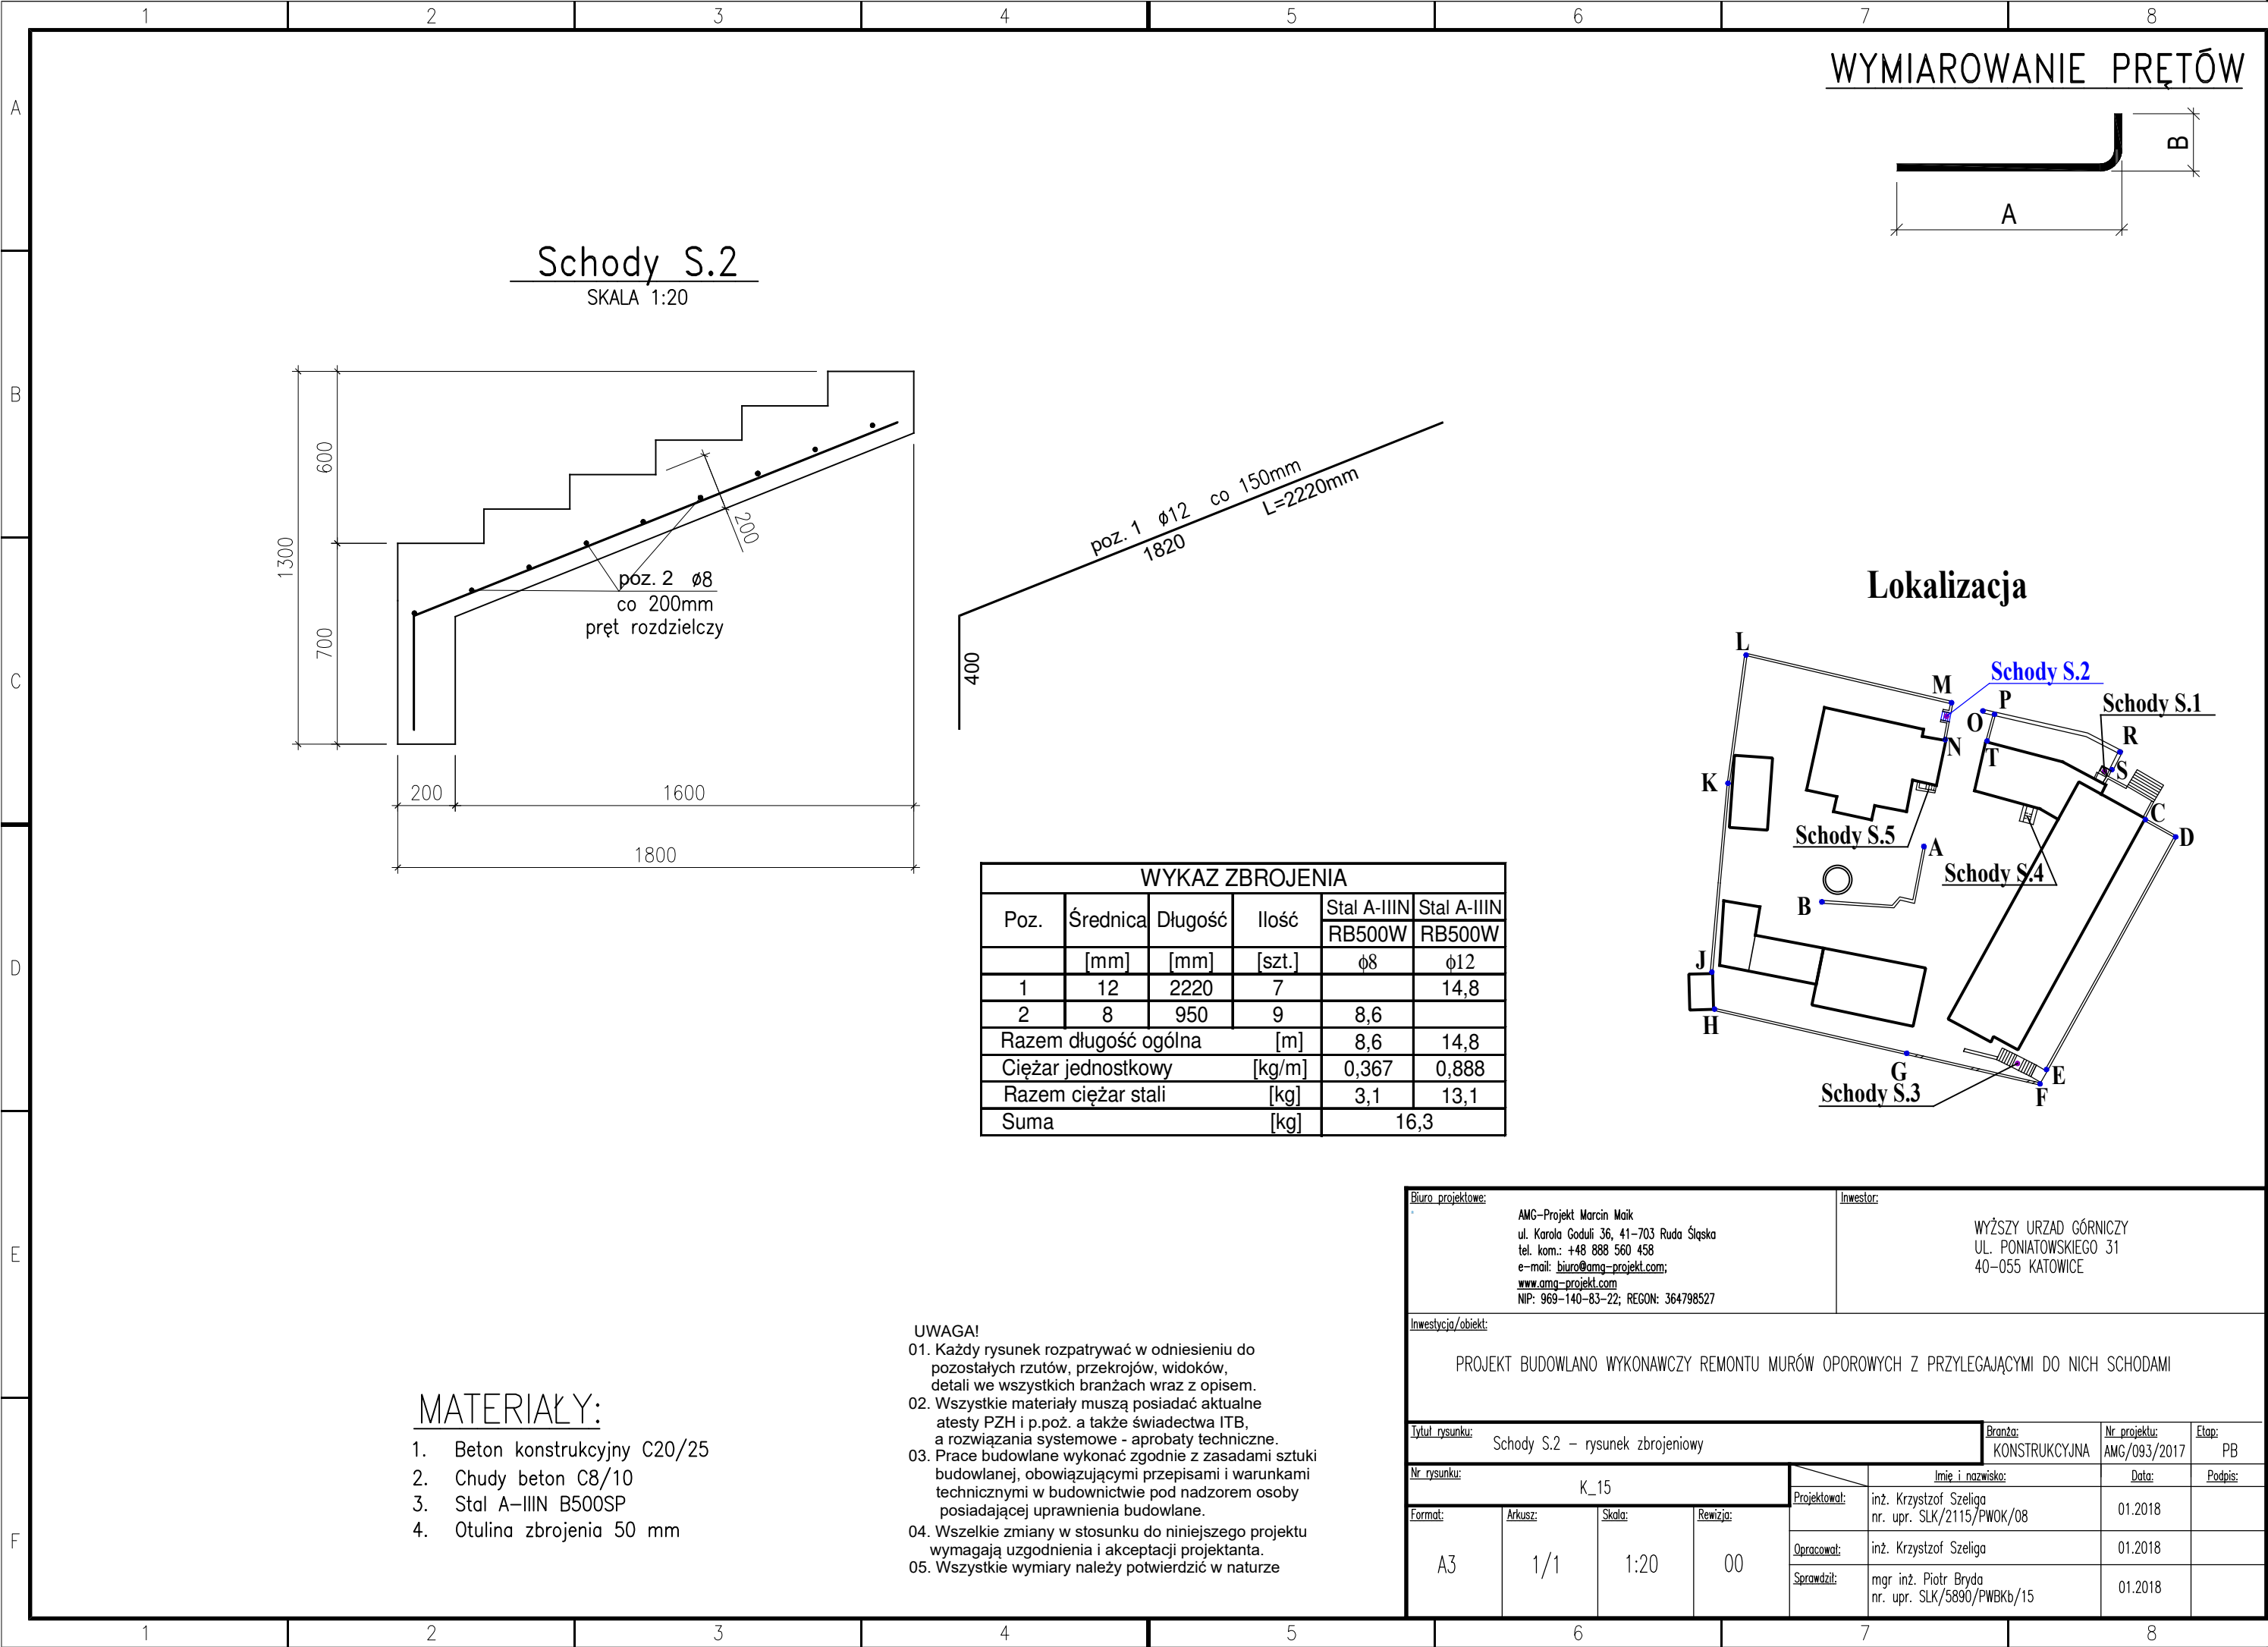 1 2 3 4 5 6 7 8
A
B
C
D
E
F
WYMIAROWANIE PRĘTÓW
B
A
Schody S.2
SKALA 1:20
600
1300
700
200
poz. 2 ø8
co 200mm
pręt rozdzielczy
200 1600
1800
poz. 1 ø12 co 150mm
1820
L=2220mm
400
Lokalizacja
L
M
Schody S.2
P
O
Schody S.1
R
N
T
S
K
C
D
Schody S.5
A
Schody S.4
B
J
H
G
E
F
Schody S.3
WYKAZ ZBROJENIA
Poz. Średnica Długość Ilość Stal A-IIIN Stal A-IIIN
RB500W RB500W
[mm] [mm] [szt.] ϕ8 ϕ12
1 12 2220 7 14,8
2 8 950 9 8,6
Razem długość ogólna [m] 8,6 14,8
Ciężar jednostkowy [kg/m] 0,367 0,888
Razem ciężar stali [kg] 3,1 13,1
Suma [kg] 16,3
MATERIAŁY:
1. Beton konstrukcyjny C20/25
2. Chudy beton C8/10
3. Stal A-IIIN B500SP
4. Otulina zbrojenia 50 mm
UWAGA!
01. Każdy rysunek rozpatrywać w odniesieniu do
pozostałych rzutów, przekrojów, widoków,
detali we wszystkich branżach wraz z opisem.
02. Wszystkie materiały muszą posiadać aktualne
atesty PZH i p.poż. a także świadectwa ITB,
a rozwiązania systemowe - aprobaty techniczne.
03. Prace budowlane wykonać zgodnie z zasadami sztuki
budowlanej, obowiązującymi przepisami i warunkami
technicznymi w budownictwie pod nadzorem osoby
posiadającej uprawnienia budowlane.
04. Wszelkie zmiany w stosunku do niniejszego projektu
wymagają uzgodnienia i akceptacji projektanta.
05. Wszystkie wymiary należy potwierdzić w naturze
Biuro projektowe:
AMG-Projekt Marcin Maik
ul. Karola Goduli 36, 41-703 Ruda Śląska
tel. kom.: +48 888 560 458
e-mail: biuro@amg-projekt.com;
www.amg-projekt.com
NIP: 969-140-83-22; REGON: 364798527
Inwestor:
WYŻSZY URZAD GÓRNICZY
UL. PONIATOWSKIEGO 31
40-055 KATOWICE
Inwestycja/obiekt:
PROJEKT BUDOWLANO WYKONAWCZY REMONTU MURÓW OPOROWYCH Z PRZYLEGAJĄCYMI DO NICH SCHODAMI
Tytuł rysunku: Schody S.2 - rysunek zbrojeniowy
Branża: KONSTRUKCYJNA
Nr projektu: AMG/093/2017
Etap: PB
Nr rysunku: K_15
Imię i nazwisko: Data: Podpis:
Projektował: inż. Krzysztof Szeliga 01.2018
nr. upr. SLK/2115/PWOK/08
Format: Arkusz: Skala: Rewizja:
A3 1/1 1:20 00
Opracował: inż. Krzysztof Szeliga 01.2018
Sprawdził: mgr inż. Piotr Bryda 01.2018
nr. upr. SLK/5890/PWBKb/15
1 2 3 4 5 6 7 8